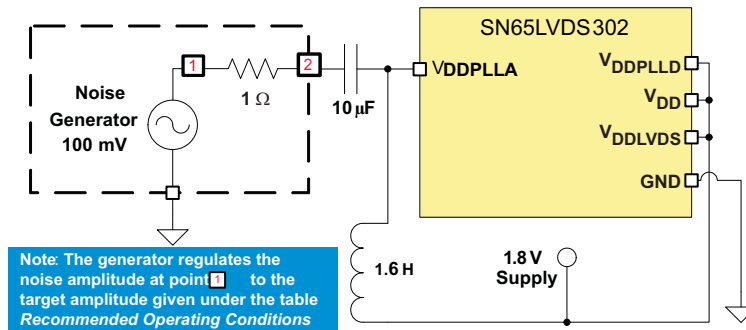 SN65LVDS302
1
2
1 Ω
10 µF
Noise
Generator
100 mV
VDDPLLA
VDDPLLD
VDD
VDDLVDS
GND
1.6 H
1.8 V
Supply
Note: The generator regulates the
noise amplitude at point 1 to the
target amplitude given under the table
Recommended Operating Conditions